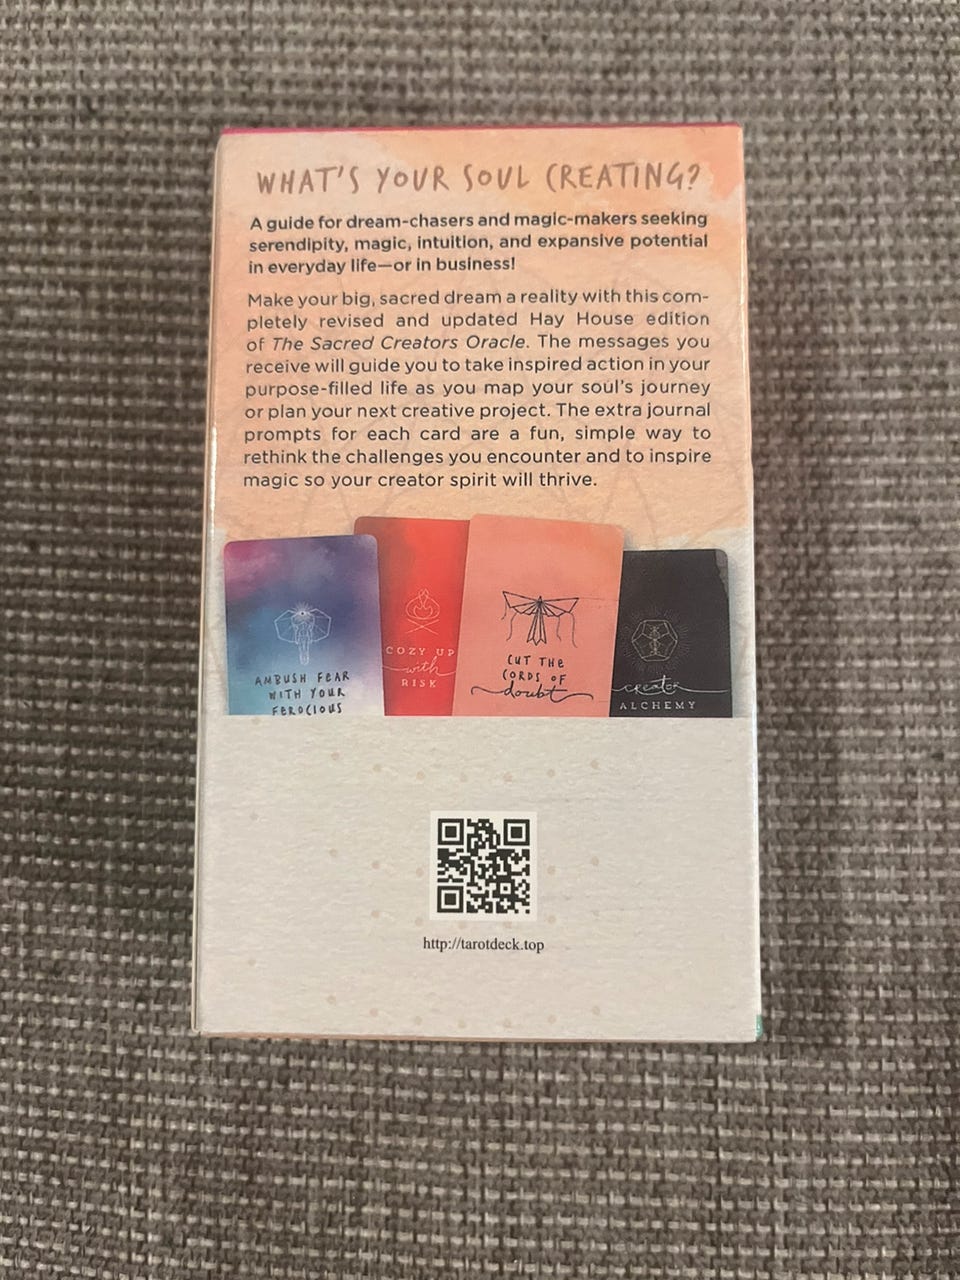 WHAT'S YOUR SOUL CREATING?
A guide for dream-chasers and magic-makers seeking
serendipity, magic, intuition, and expansive potential
in everyday life—or in business!
Make your big, sacred dream a reality with this com-
pletely revised and updated Hay House edition
of The Sacred Creators Oracle. The messages you
receive will guide you to take inspired action in your
purpose-filled life as you map your soul's journey
or plan your next creative project. The extra journal
prompts for each card are a fun, simple way to
rethink the challenges you encounter and to inspire
magic so your creator spirit will thrive.
AMBUSH FEAR
WITH YOUR
FEROCIOUS
COZY UP
with
RISK
CUT THE
CORDS OF
doubt
creator
ALCHEMY
http://tarotdeck.top